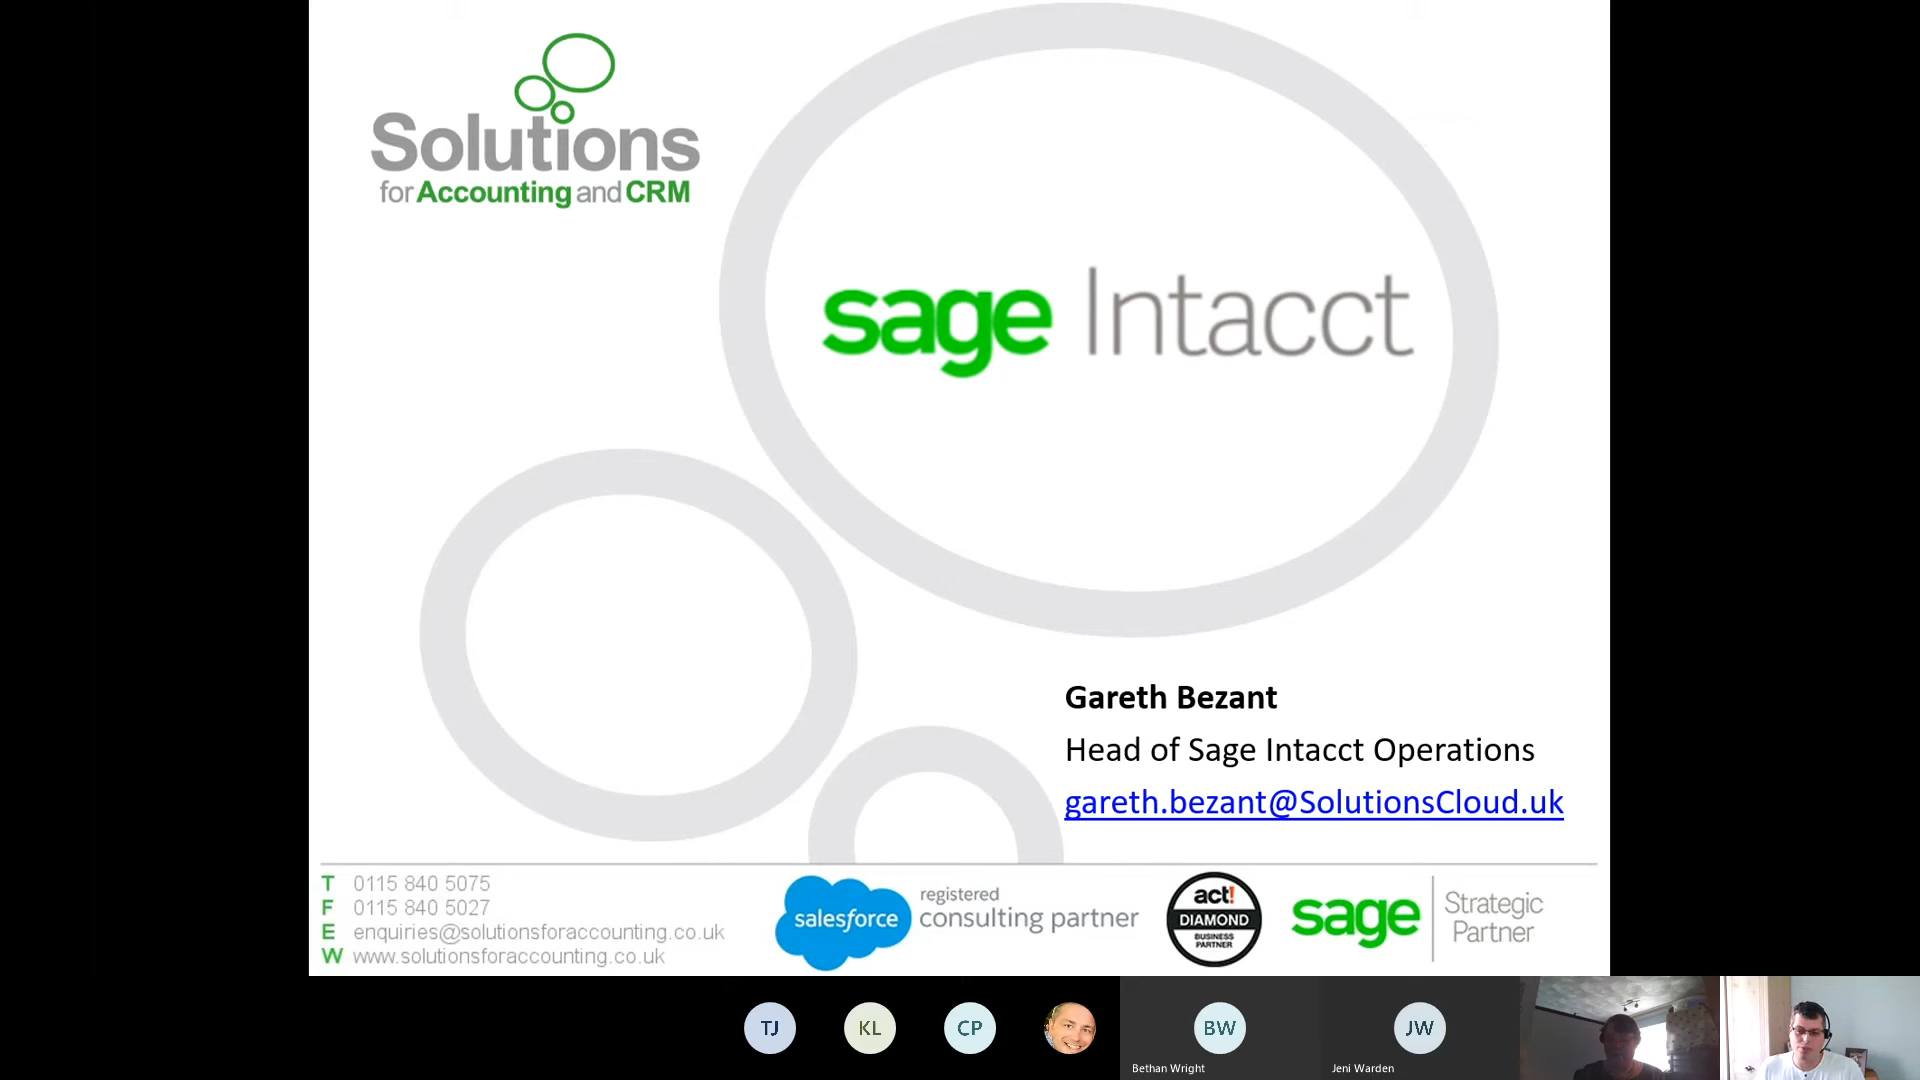 Solutions
for Accounting and CRM
sage Intacct
Gareth Bezant
Head of Sage Intacct Operations
gareth.bezant@SolutionsCloud.uk
T 0115 840 5075
F 0115 840 5027
E enquiries@solutionsforaccounting.co.uk
W www.solutionsforaccounting.co.uk
salesforce
registered
consulting partner
act!
DIAMOND
BUSINESS
PARTNER
sage
Strategic
Partner
TJ
KL
CP
BW
JW
Bethan Wright
Jeni Warden